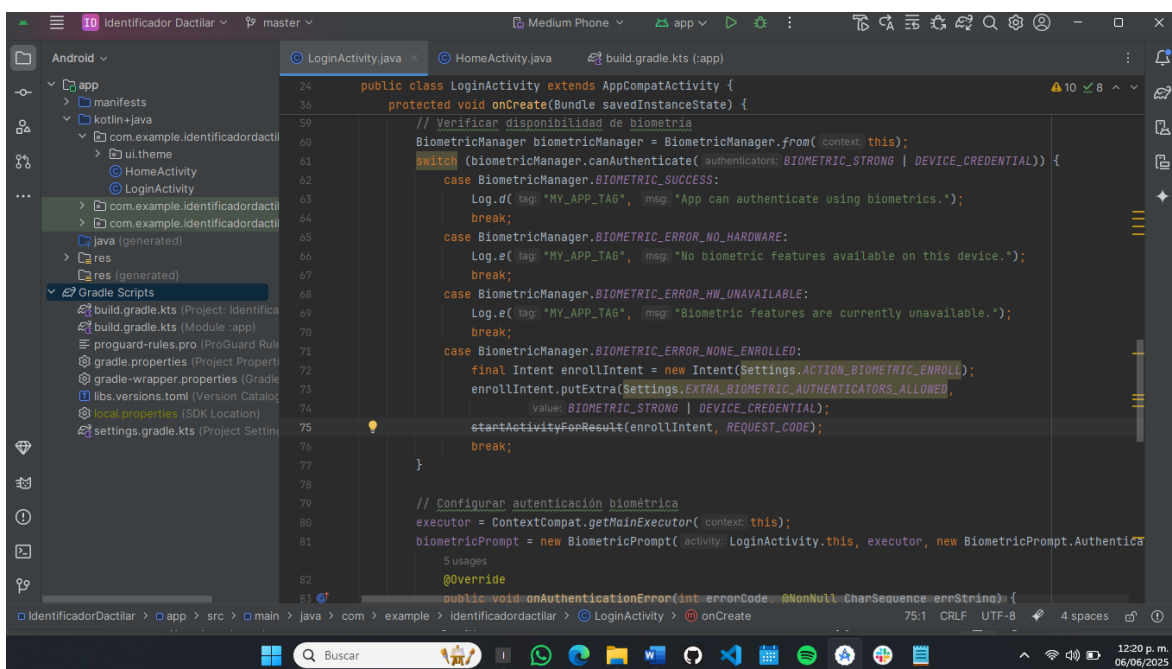 ID Identificador Dactilar master Medium Phone app
Android
LoginActivity.java HomeActivity.java build.gradle.kts (:app)
app
manifests
kotlin+java
com.example.identificadordactil
ui.theme
HomeActivity
LoginActivity
com.example.identificadordactil
com.example.identificadordactil
java (generated)
res
res (generated)
Gradle Scripts
build.gradle.kts (Project: Identifica
build.gradle.kts (Module :app)
proguard-rules.pro (ProGuard Rule
gradle.properties (Project Properti
gradle-wrapper.properties (Gradle
libs.versions.toml (Version Catalog
local.properties (SDK Location)
settings.gradle.kts (Project Setting
24 public class LoginActivity extends AppCompatActivity {
10 8
36 protected void onCreate(Bundle savedInstanceState) {
59 // Verificar disponibilidad de biometría
60 BiometricManager biometricManager = BiometricManager.from( context: this);
61 switch (biometricManager.canAuthenticate( authenticators: BIOMETRIC_STRONG | DEVICE_CREDENTIAL)) {
62 case BiometricManager.BIOMETRIC_SUCCESS:
63 Log.d( tag: "MY_APP_TAG", msg: "App can authenticate using biometrics.");
64 break;
65 case BiometricManager.BIOMETRIC_ERROR_NO_HARDWARE:
66 Log.e( tag: "MY_APP_TAG", msg: "No biometric features available on this device.");
67 break;
68 case BiometricManager.BIOMETRIC_ERROR_HW_UNAVAILABLE:
69 Log.e( tag: "MY_APP_TAG", msg: "Biometric features are currently unavailable.");
70 break;
71 case BiometricManager.BIOMETRIC_ERROR_NONE_ENROLLED:
72 final Intent enrollIntent = new Intent(Settings.ACTION_BIOMETRIC_ENROLL);
73 enrollIntent.putExtra(Settings.EXTRA_BIOMETRIC_AUTHENTICATORS_ALLOWED,
74 value: BIOMETRIC_STRONG | DEVICE_CREDENTIAL);
75 startActivityForResult(enrollIntent, REQUEST_CODE);
76 break;
77 }
78
79 // Configurar autenticación biométrica
80 executor = ContextCompat.getMainExecutor( context: this);
81 biometricPrompt = new BiometricPrompt( activity: LoginActivity.this, executor, new BiometricPrompt.Authentica
5 usages
82 @Override
83 public void onAuthenticationError(int errorCode, @NonNull CharSequence errString) {
IdentificadorDactilar > app > src > main > java > com > example > identificadordactilar > LoginActivity > onCreate 75:1 CRLF UTF-8 4 spaces
Buscar
12:20 p. m.
06/06/2025